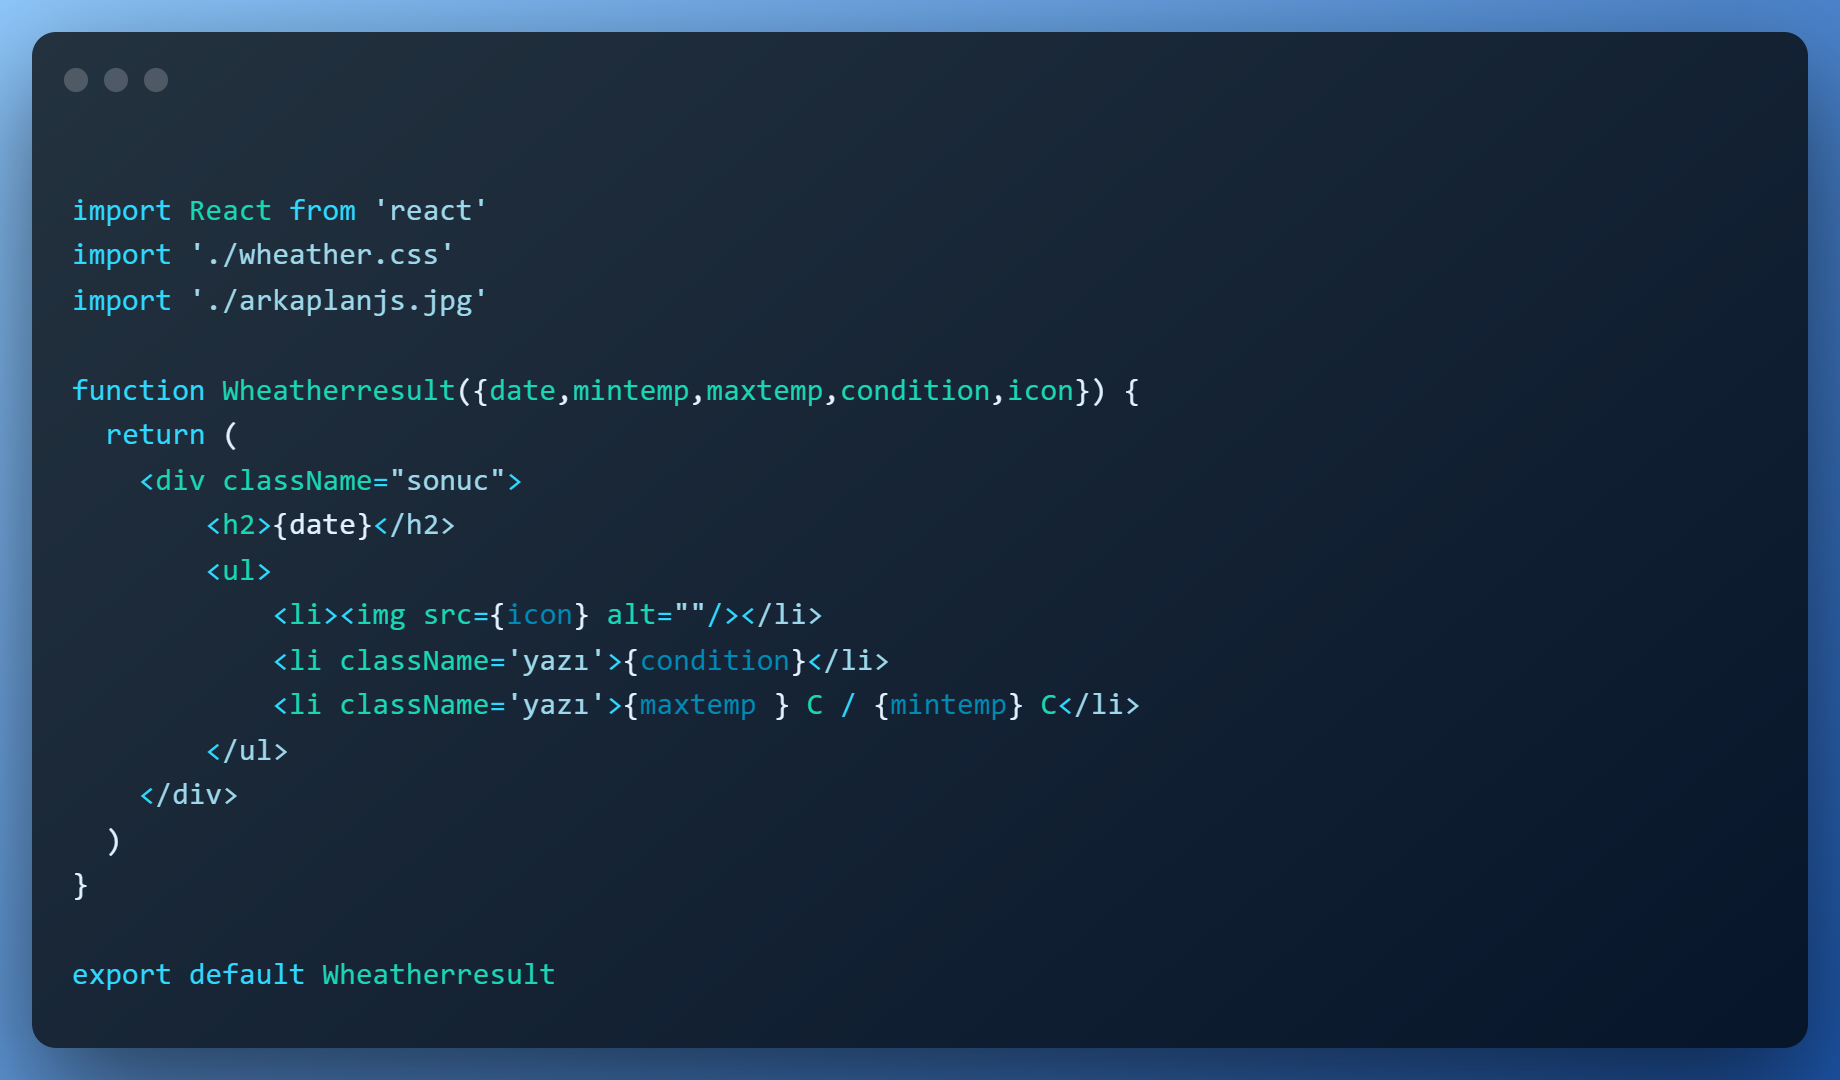 import React from 'react'
import './wheather.css'
import './arkaplanjs.jpg'

function Wheatherresult({date,mintemp,maxtemp,condition,icon}) {
  return (
    <div className="sonuc">
        <h2>{date}</h2>
        <ul>
            <li><img src={icon} alt=""/></li>
            <li className='yazı'>{condition}</li>
            <li className='yazı'>{maxtemp } C / {mintemp} C</li>
        </ul>
    </div>
  )
}

export default Wheatherresult